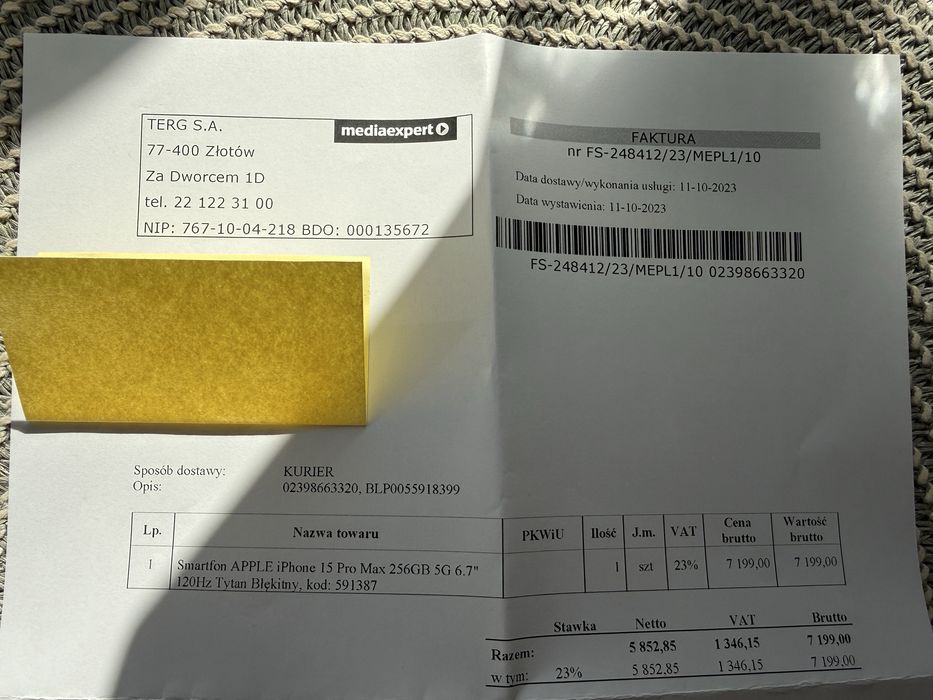 TERG S.A.
mediaexpert
77-400 Złotów
Za Dworcem 1D
tel. 22 122 31 00
NIP: 767-10-04-218 BDO: 000135672
FAKTURA
nr FS-248412/23/MEPL1/10
Data dostawy/wykonania usługi: 11-10-2023
Data wystawienia: 11-10-2023
FS-248412/23/MEPL1/10 02398663320
Sposób dostawy: KURIER
Opis: 02398663320, BLP0055918399
Lp. Nazwa towaru PKWiU Ilość J.m. VAT Cena brutto Wartość brutto
1 Smartfon APPLE iPhone 15 Pro Max 256GB 5G 6.7" 1 szt 23% 7 199,00 7 199,00
120Hz Tytan Błękitny, kod: 591387
Stawka Netto VAT Brutto
Razem: 5 852,85 1 346,15 7 199,00
w tym: 23% 5 852,85 1 346,15 7 199,00